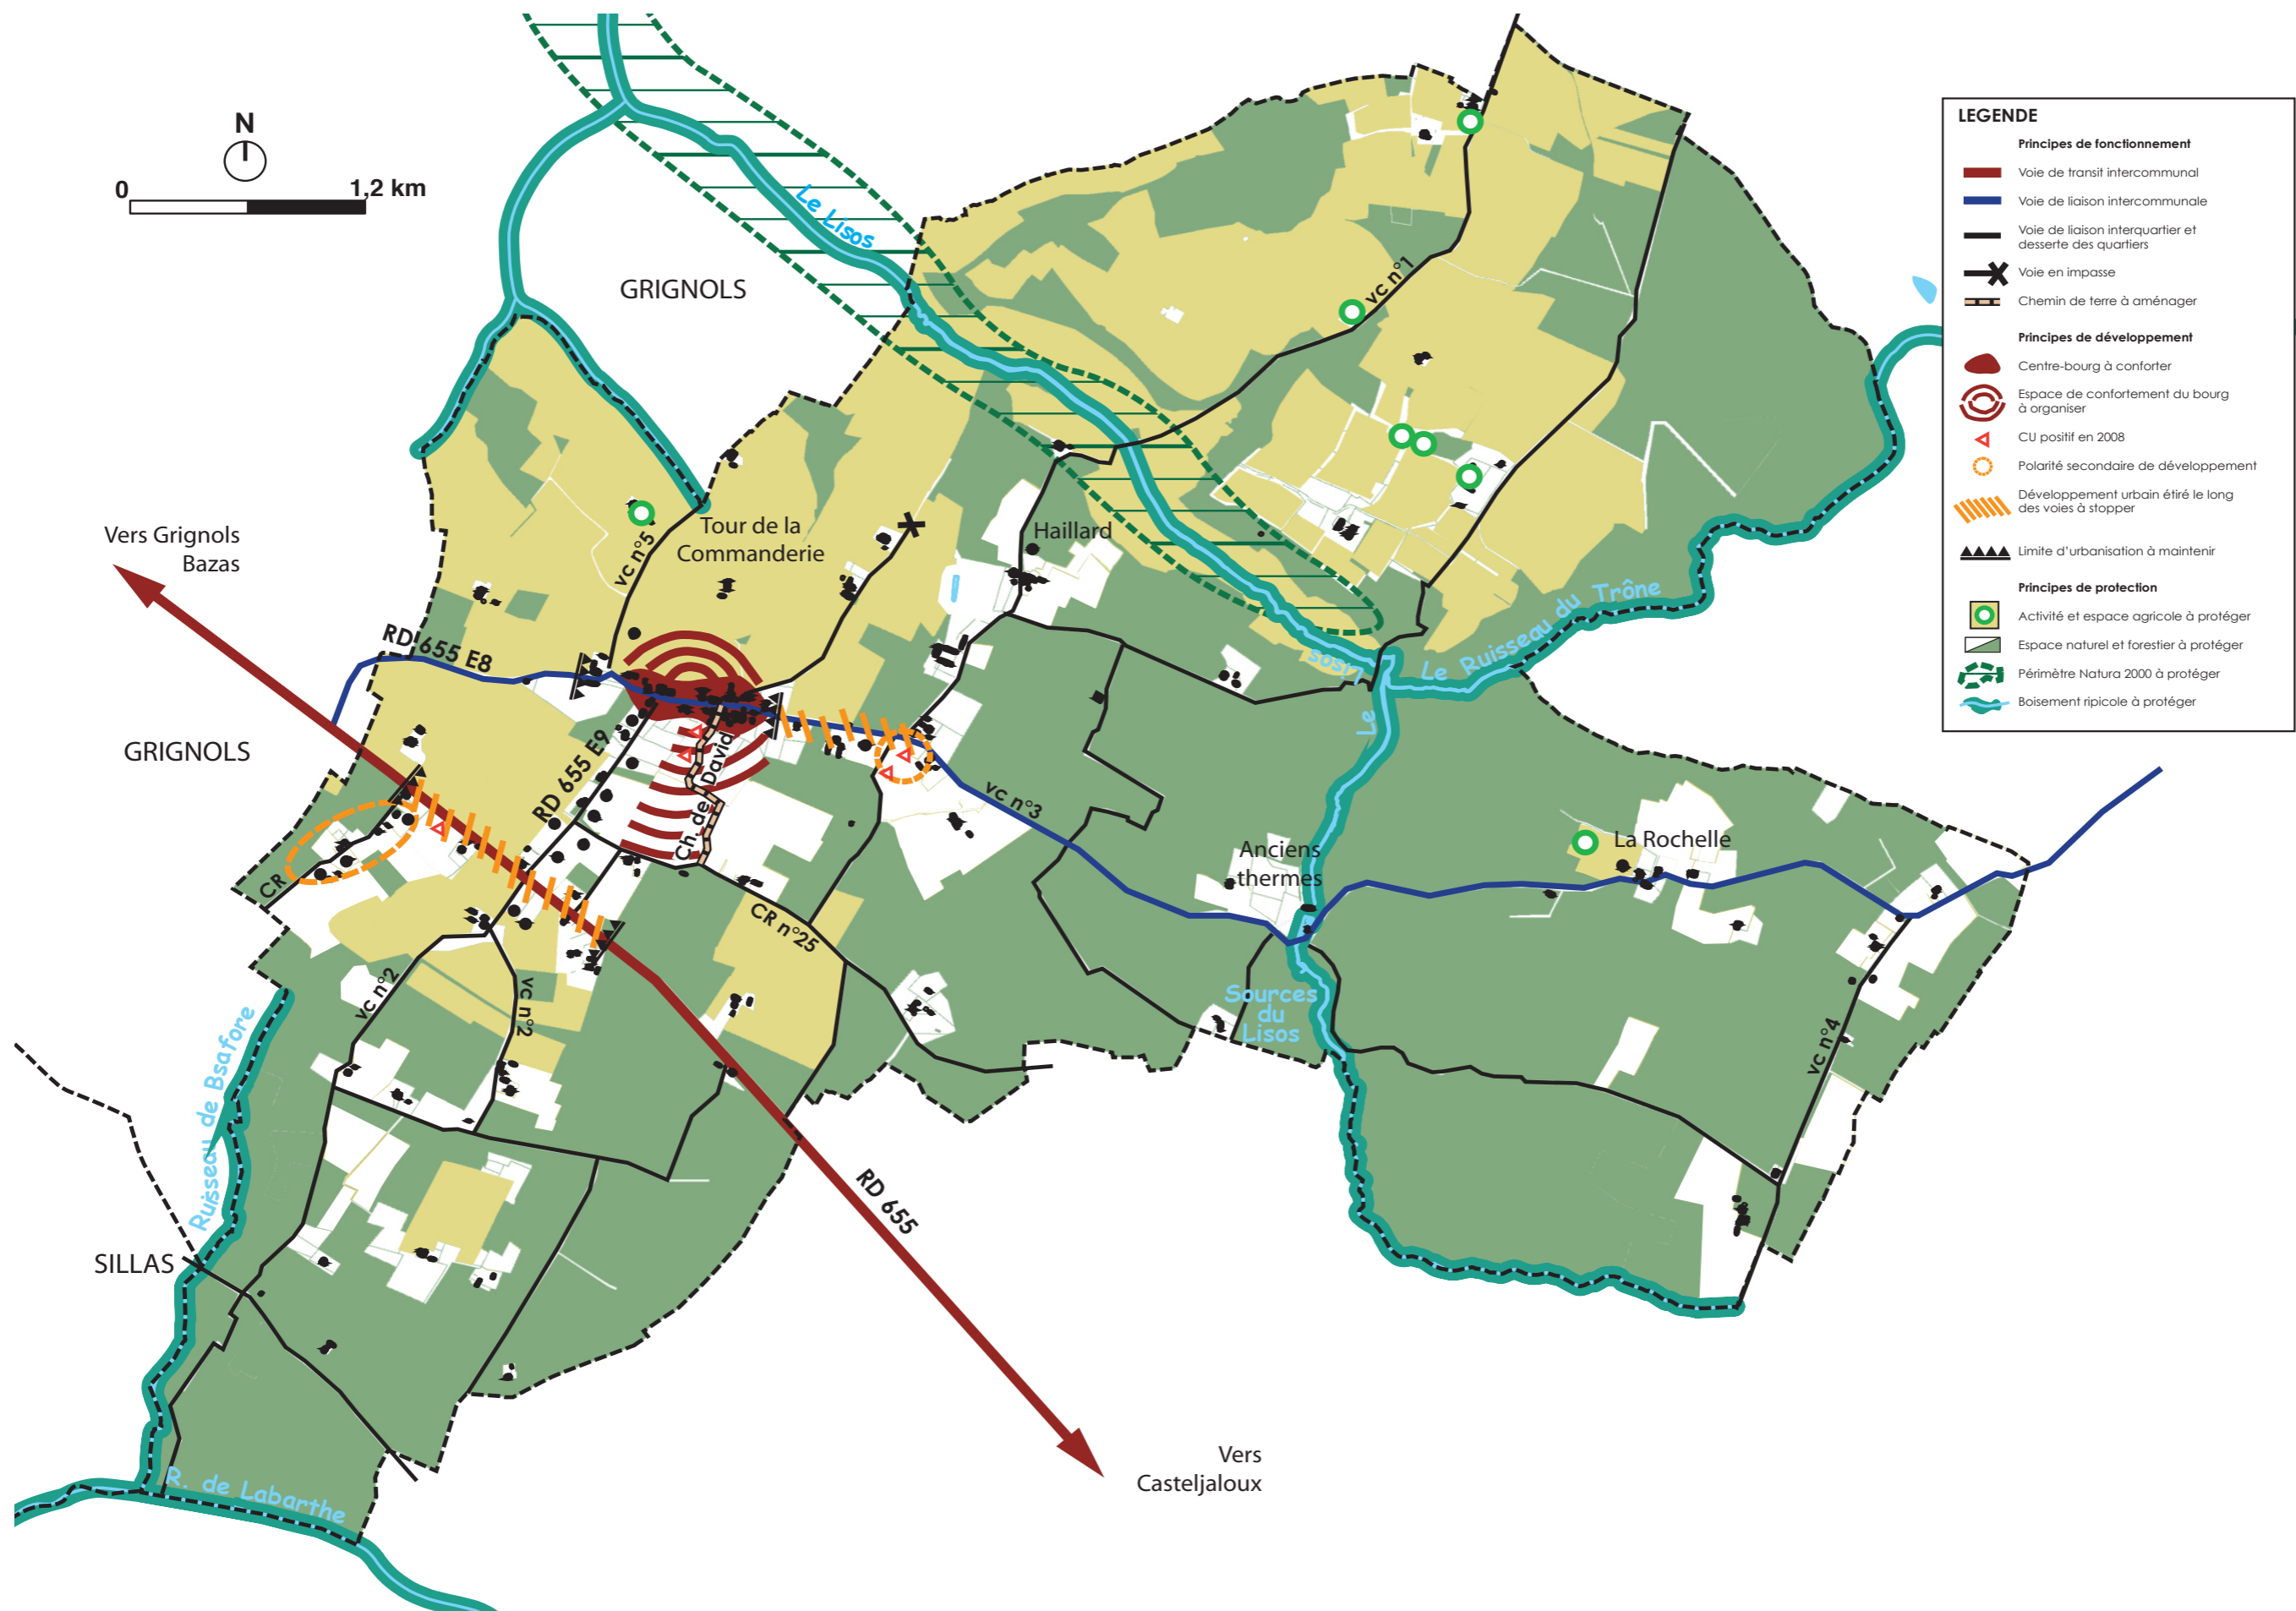 N
0
1,2 km
Le Lisos
GRIGNOLS
vc n°1
Vers Grignols
Bazas
vc n°5
Tour de la
Commanderie
Haillard
RD 655 E8
Le Ruisseau du Trône
Lisos
Le
GRIGNOLS
RD 655 E9
Ch. de David
vc n°3
CR
CR n°25
Anciens
thermes
La Rochelle
vc n°2
vc n°2
Sources
du
Lisos
vc n°4
Ruisseau de Bsafore
RD 655
SILLAS
R. de Labarthe
Vers
Casteljaloux
LEGENDE
Principes de fonctionnement
Voie de transit intercommunal
Voie de liaison intercommunale
Voie de liaison interquartier et
desserte des quartiers
Voie en impasse
Chemin de terre à aménager
Principes de développement
Centre-bourg à conforter
Espace de confortement du bourg
à organiser
CU positif en 2008
Polarité secondaire de développement
Développement urbain étiré le long
des voies à stopper
Limite d'urbanisation à maintenir
Principes de protection
Activité et espace agricole à protéger
Espace naturel et forestier à protéger
Périmètre Natura 2000 à protéger
Boisement ripicole à protéger